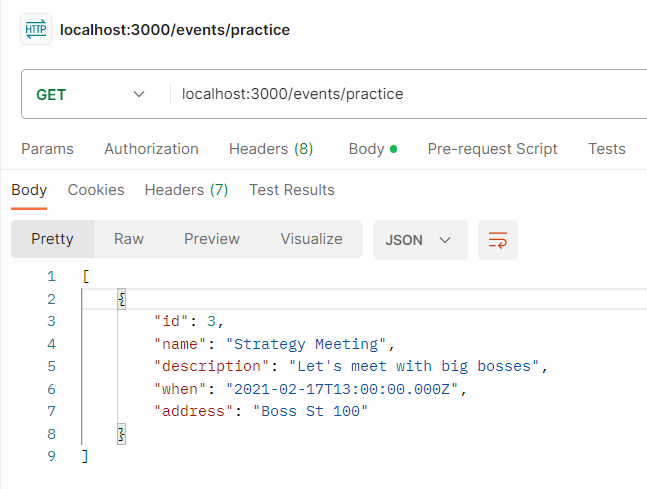 HTTP localhost:3000/events/practice
GET localhost:3000/events/practice
Params Authorization Headers (8) Body Pre-request Script Tests
Body Cookies Headers (7) Test Results
Pretty Raw Preview Visualize JSON
1 [
2 {
3 "id": 3,
4 "name": "Strategy Meeting",
5 "description": "Let's meet with big bosses",
6 "when": "2021-02-17T13:00:00.000Z",
7 "address": "Boss St 100"
8 }
9 ]